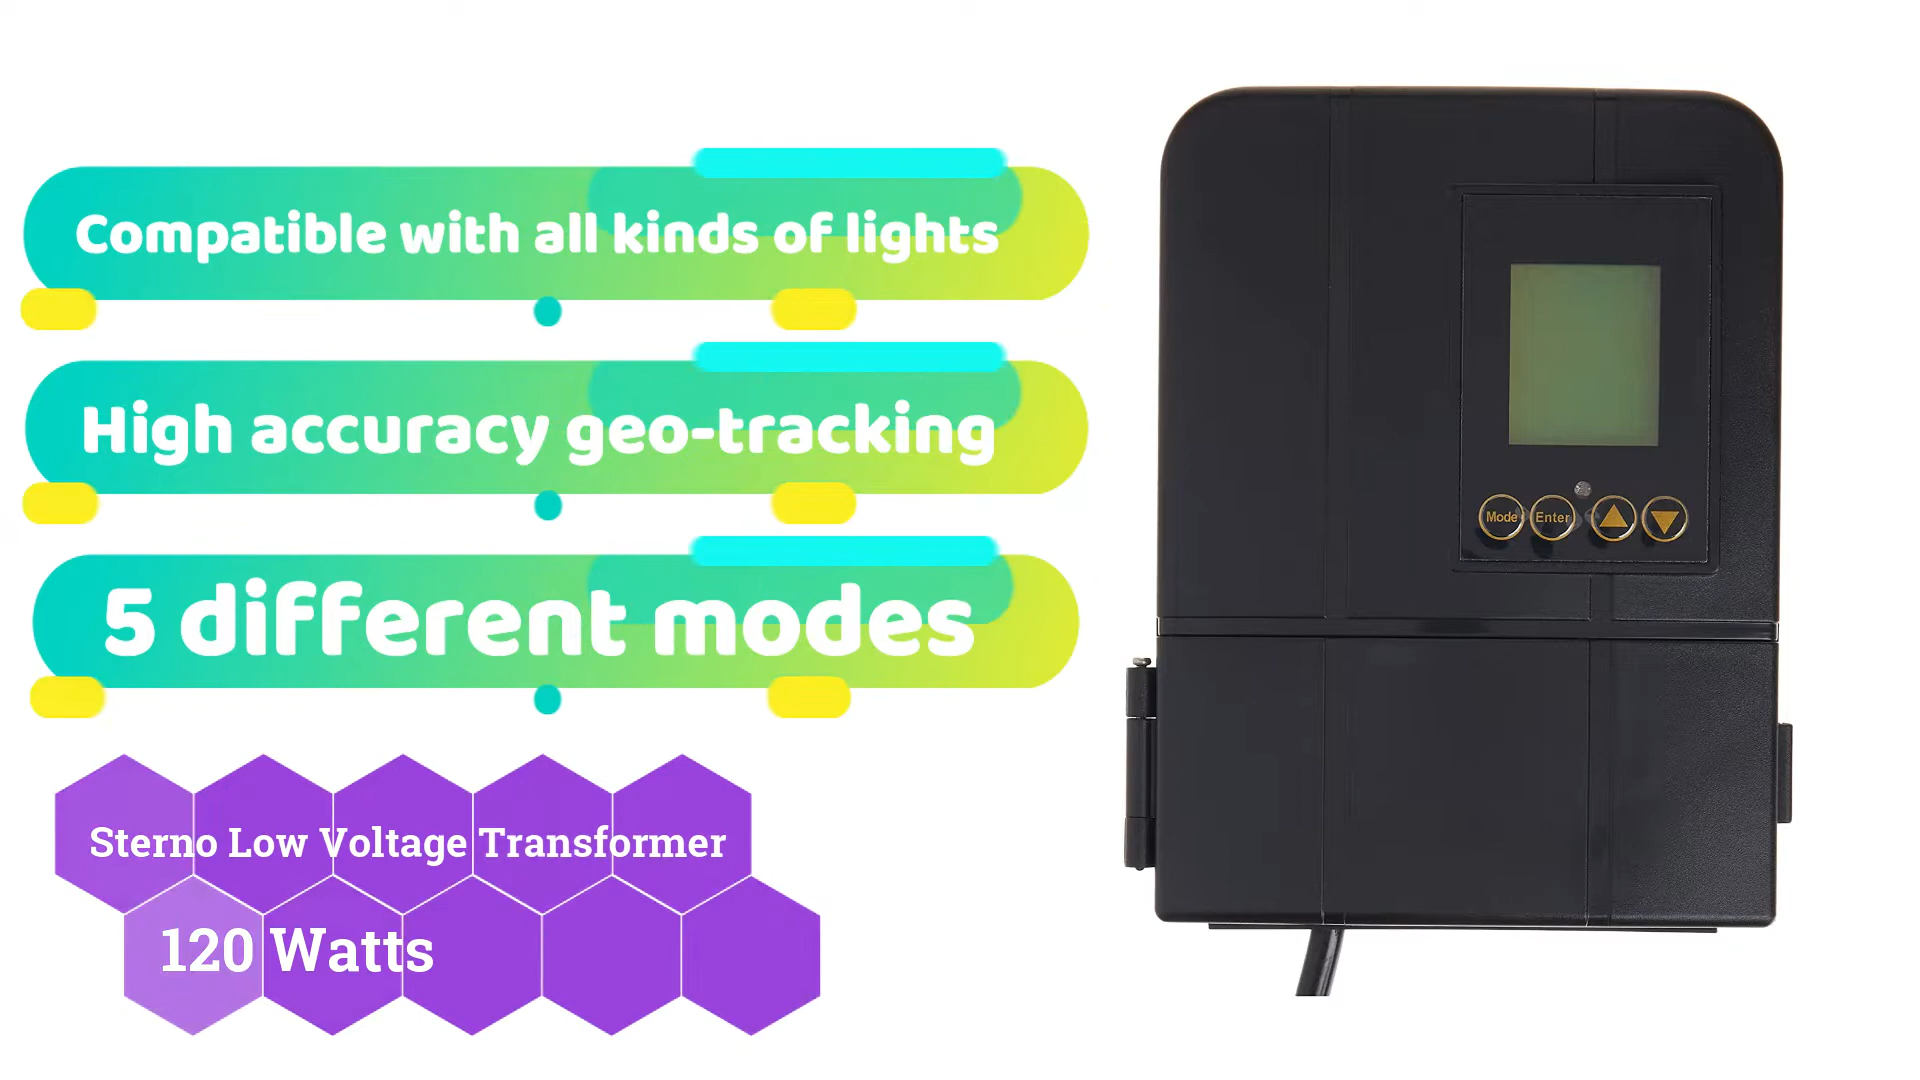 Compatible with all kinds of lights
High accuracy geo-tracking
5 different modes
Sterno Low Voltage Transformer
120 Watts
Mode Enter